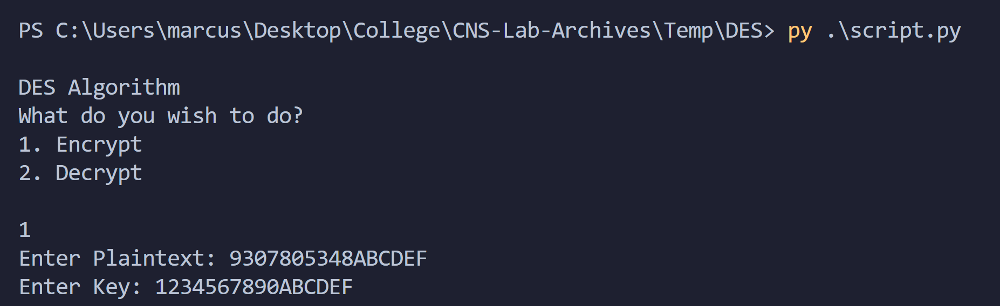 PS C:\Users\marcus\Desktop\College\CNS-Lab-Archives\Temp\DES> py .\script.py
DES Algorithm
What do you wish to do?
1. Encrypt
2. Decrypt
1
Enter Plaintext: 9307805348ABCDEF
Enter Key: 1234567890ABCDEF